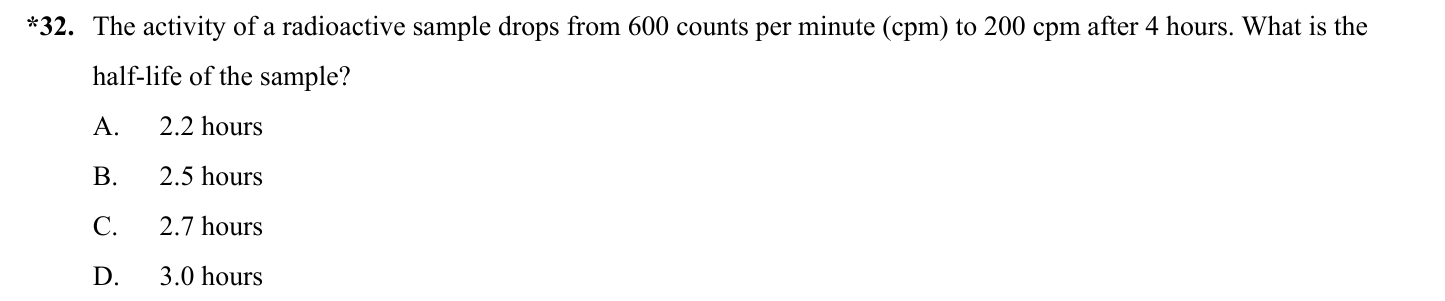 *32. The activity of a radioactive sample drops from 600 counts per minute (cpm) to 200 cpm after 4 hours. What is the
half-life of the sample?
A. 2.2 hours
B. 2.5 hours
C. 2.7 hours
D. 3.0 hours